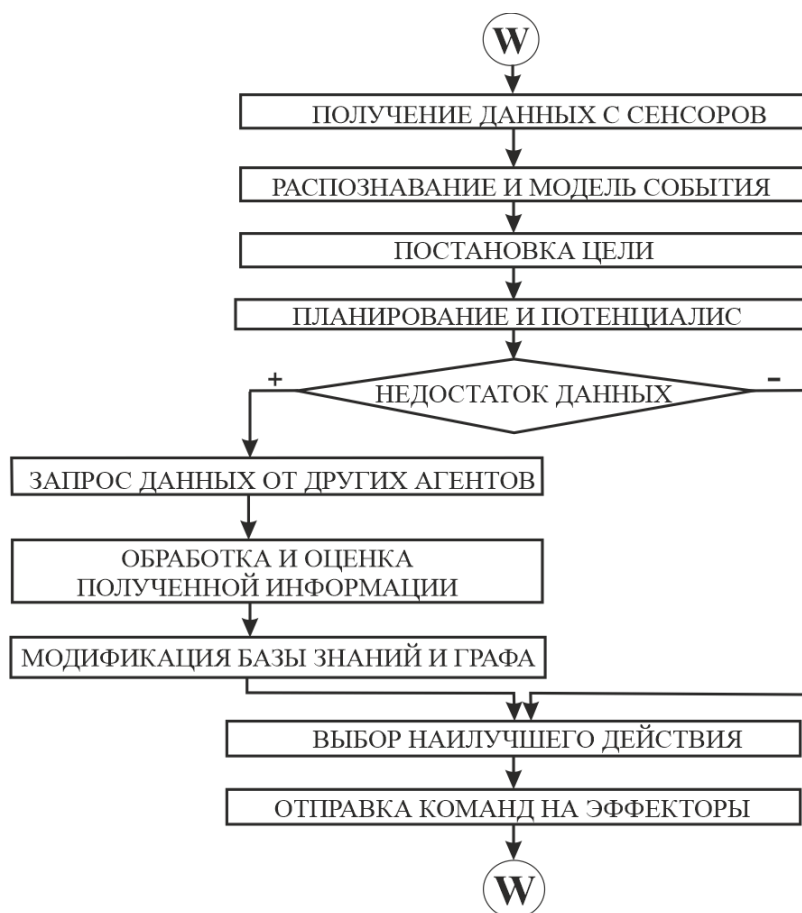 W
ПОЛУЧЕНИЕ ДАННЫХ С СЕНСОРОВ
РАСПОЗНАВАНИЕ И МОДЕЛЬ СОБЫТИЯ
ПОСТАНОВКА ЦЕЛИ
ПЛАНИРОВАНИЕ И ПОТЕНЦИАЛИС
+
НЕДОСТАТОК ДАННЫХ
–
ЗАПРОС ДАННЫХ ОТ ДРУГИХ АГЕНТОВ
ОБРАБОТКА И ОЦЕНКА
ПОЛУЧЕННОЙ ИНФОРМАЦИИ
МОДИФИКАЦИЯ БАЗЫ ЗНАНИЙ И ГРАФА
ВЫБОР НАИЛУЧШЕГО ДЕЙСТВИЯ
ОТПРАВКА КОМАНД НА ЭФФЕКТОРЫ
W